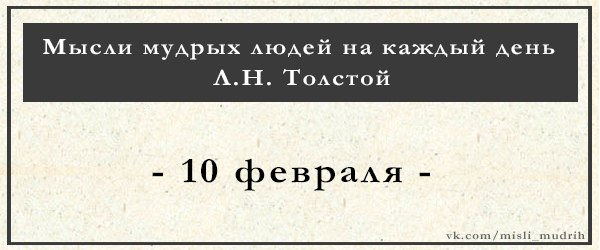 Мысли мудрых людей на каждый день
Л.Н. Толстой
- 10 февраля -
vk.com/misli_mudrih